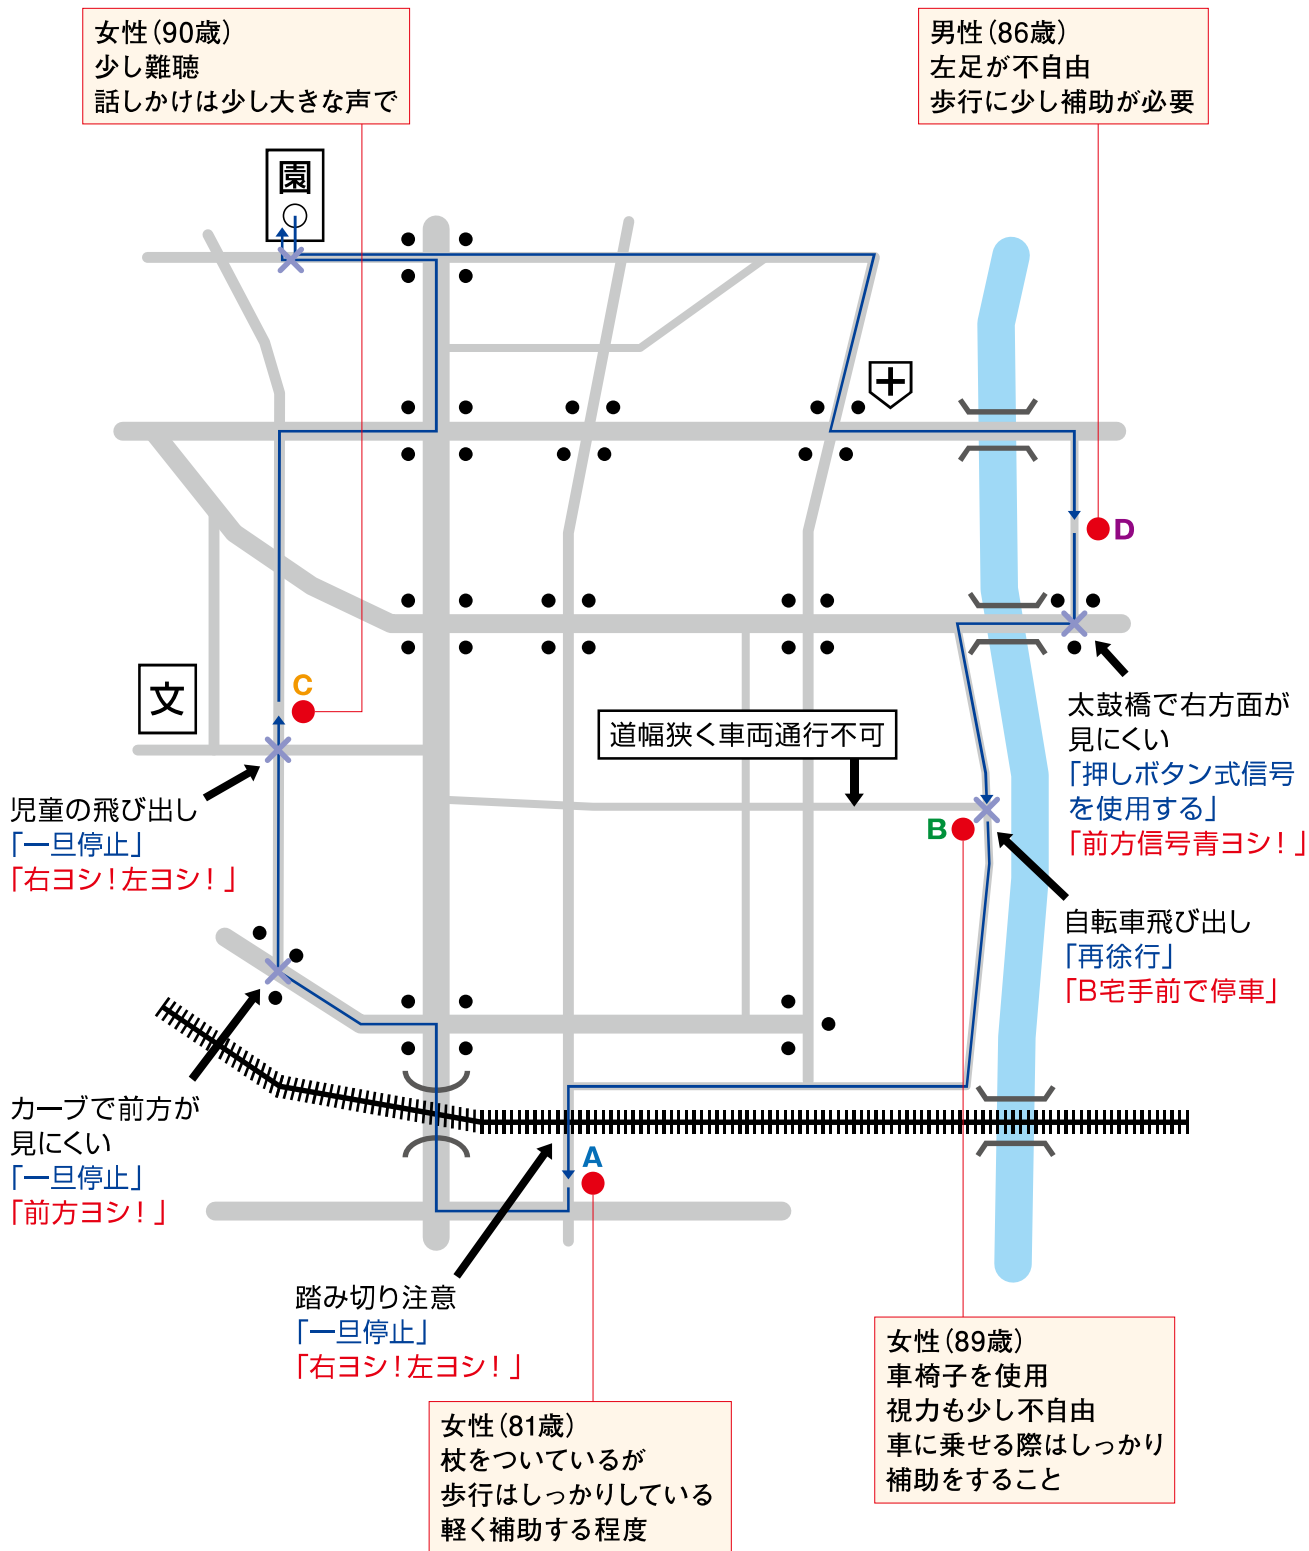 女性（90歳）
少し難聴
話しかけは少し大きな声で
男性（86歳）
左足が不自由
歩行に少し補助が必要
園
D
C
文
道幅狭く車両通行不可
太鼓橋で右方面が
見にくい
「押しボタン式信号
を使用する」
「前方信号青ヨシ！」
児童の飛び出し
「一旦停止」
「右ヨシ！左ヨシ！」
B
自転車飛び出し
「再徐行」
「B宅手前で停車」
カーブで前方が
見にくい
「一旦停止」
「前方ヨシ！」
A
踏み切り注意
「一旦停止」
「右ヨシ！左ヨシ！」
女性（89歳）
車椅子を使用
視力も少し不自由
車に乗せる際はしっかり
補助をすること
女性（81歳）
杖をついているが
歩行はしっかりしている
軽く補助する程度